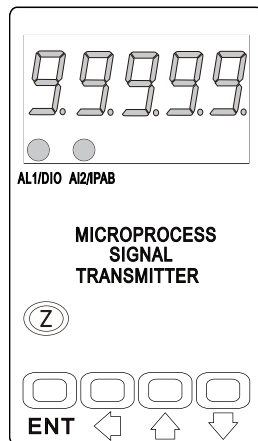 9.9.9.9.9.
AL1/DIO AI2/IPAB
MICROPROCESS
SIGNAL
TRANSMITTER
Z
ENT